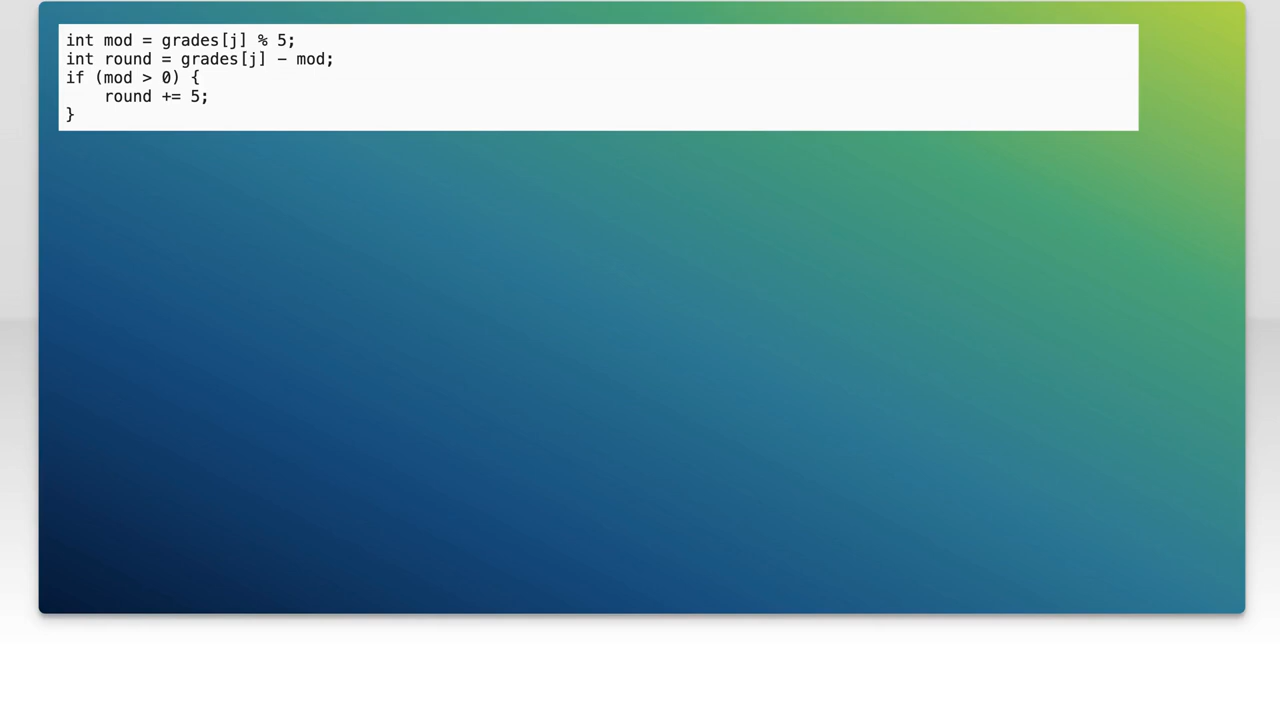 int mod = grades[j] % 5;
int round = grades[j] - mod;
if (mod > 0) {
    round += 5;
}